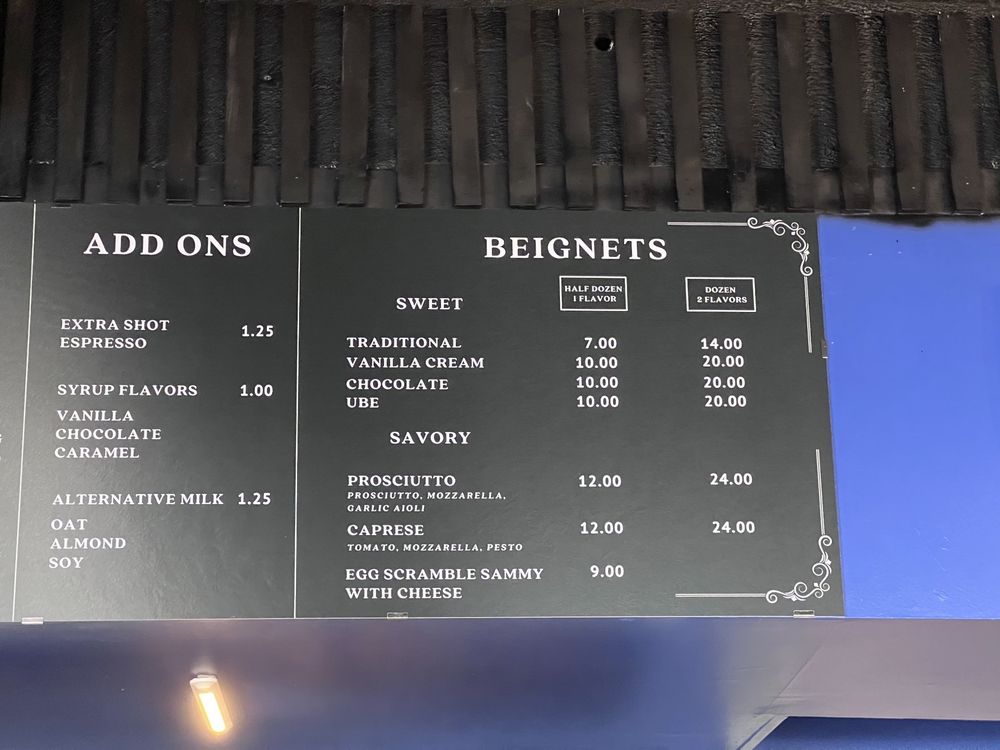 ADD ONS
EXTRA SHOT
ESPRESSO 1.25
SYRUP FLAVORS 1.00
VANILLA
CHOCOLATE
CARAMEL
ALTERNATIVE MILK 1.25
OAT
ALMOND
SOY
BEIGNETS
HALF DOZEN
1 FLAVOR
DOZEN
2 FLAVORS
SWEET
TRADITIONAL 7.00 14.00
VANILLA CREAM 10.00 20.00
CHOCOLATE 10.00 20.00
UBE 10.00 20.00
SAVORY
PROSCIUTTO 12.00 24.00
PROSCIUTTO, MOZZARELLA,
GARLIC AIOLI
CAPRESE 12.00 24.00
TOMATO, MOZZARELLA, PESTO
EGG SCRAMBLE SAMMY 9.00
WITH CHEESE